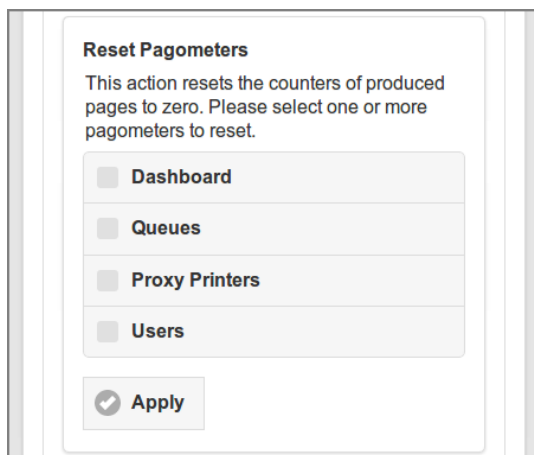 Reset Pagometers
This action resets the counters of produced
pages to zero. Please select one or more
pagometers to reset.
Dashboard
Queues
Proxy Printers
Users
Apply